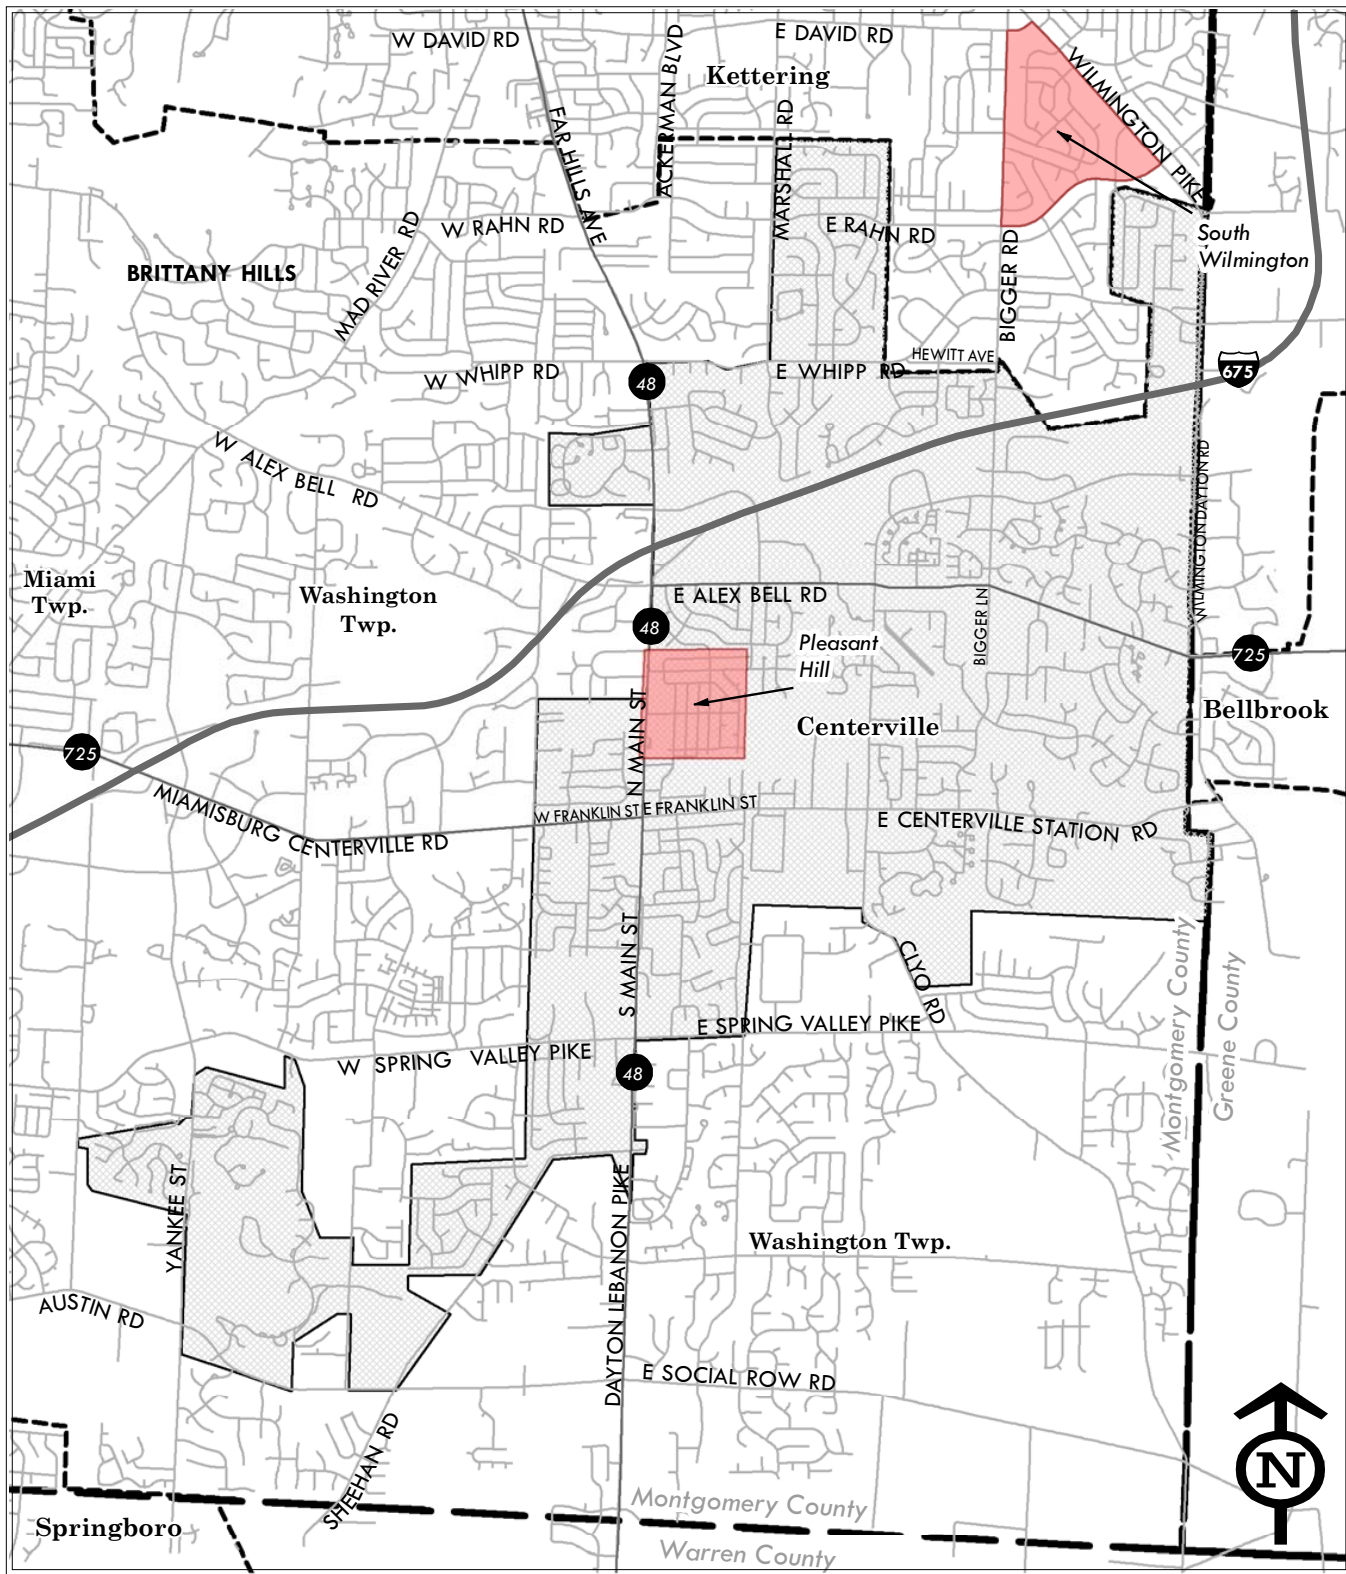 W DAVID RD
E DAVID RD
Kettering
ACKERMAN BLVD
WILMINGTON PIKE
FAR HILLS AVE
MARSHALL RD
W RAHN RD
E RAHN RD
South
Wilmington
MAD RIVER RD
BRITTANY HILLS
BIGGER RD
HEWITT AVE
W WHIPP RD
E WHIPP RD
48
675
W ALEX BELL RD
WILMINGTON DAYTON RD
Miami
Twp.
Washington
Twp.
E ALEX BELL RD
BIGGER LN
48
Pleasant
Hill
725
Bellbrook
Centerville
N MAIN ST
725
MIAMISBURG CENTERVILLE RD
W FRANKLIN ST
E FRANKLIN ST
E CENTERVILLE STATION RD
S MAIN ST
CLYO RD
Montgomery County
Greene County
E SPRING VALLEY PIKE
W SPRING VALLEY PIKE
48
YANKEE ST
DAYTON LEBANON PIKE
Washington Twp.
AUSTIN RD
E SOCIAL ROW RD
SHEEHAN RD
N
Montgomery County
Springboro
Warren County